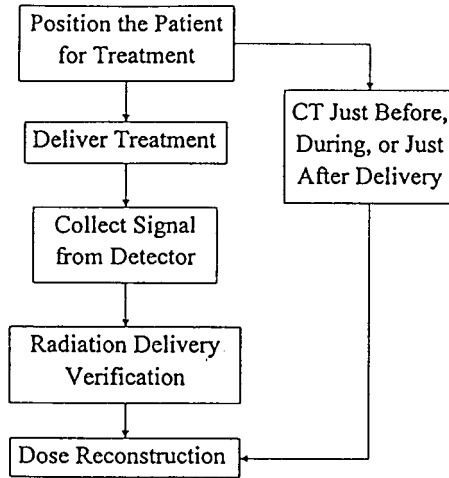 Position the Patient
for Treatment
Deliver Treatment
CT Just Before,
During, or Just
After Delivery
Collect Signal
from Detector
Radiation Delivery
Verification
Dose Reconstruction